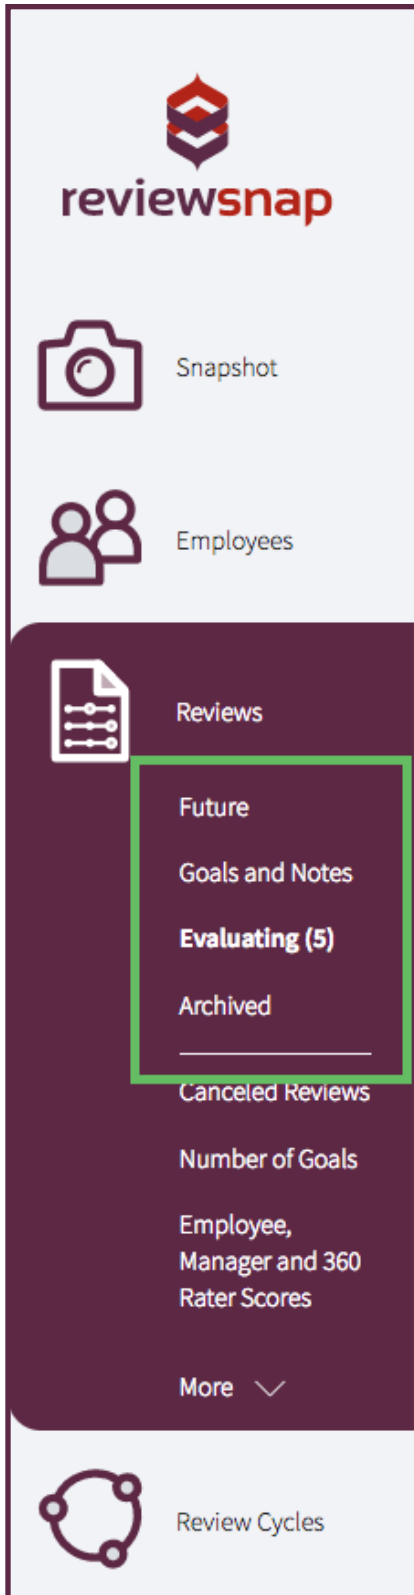 reviewsnap
Snapshot
Employees
Reviews
Future
Goals and Notes
Evaluating (5)
Archived
Canceled Reviews
Number of Goals
Employee,
Manager and 360
Rater Scores
More
Review Cycles